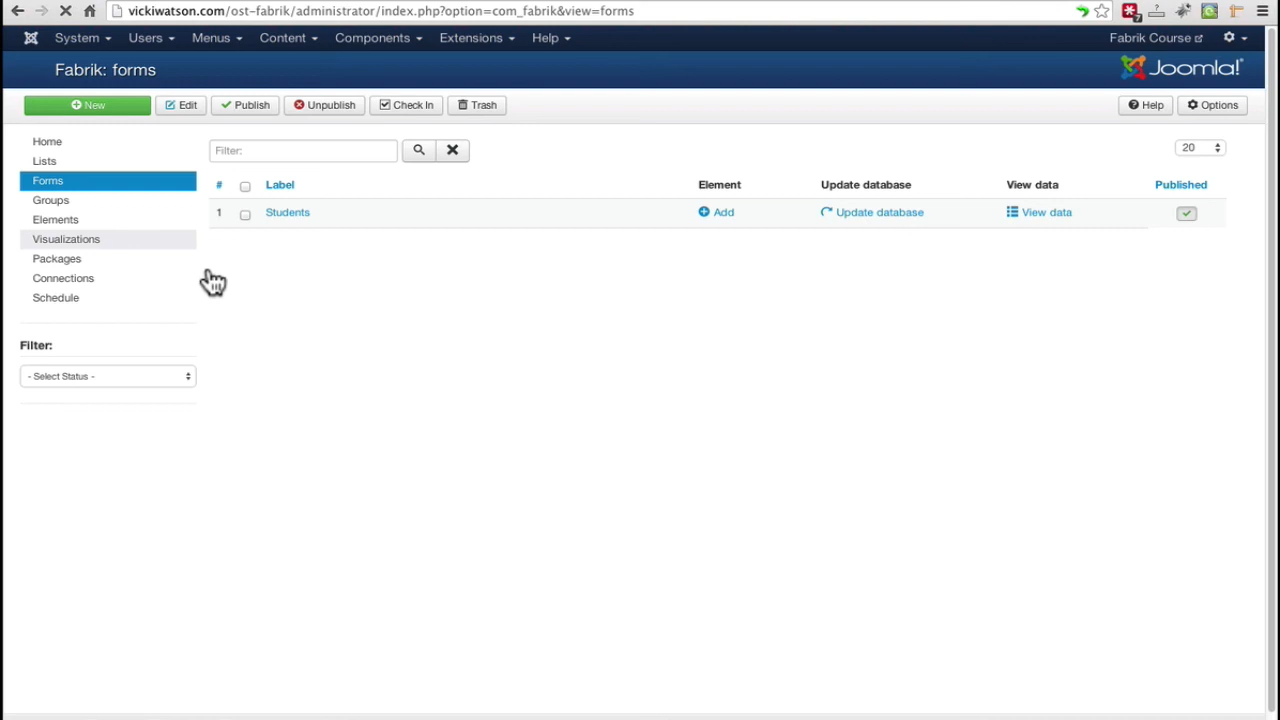 vickiwatson.com/ost-fabrik/administrator/index.php?option=com_fabrik&view=forms
7
System Users Menus Content Components Extensions Help Fabrik Course
Fabrik: forms
Joomla!
New Edit Publish Unpublish Check In Trash Help Options
Home
Lists
Forms
Groups
Elements
Visualizations
Packages
Connections
Schedule
Filter:
- Select Status -
Filter:
20
# Label Element Update database View data Published
1 Students Add Update database View data